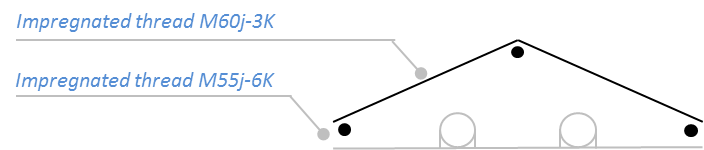 Impregnated thread M60j-3K
Impregnated thread M55j-6K